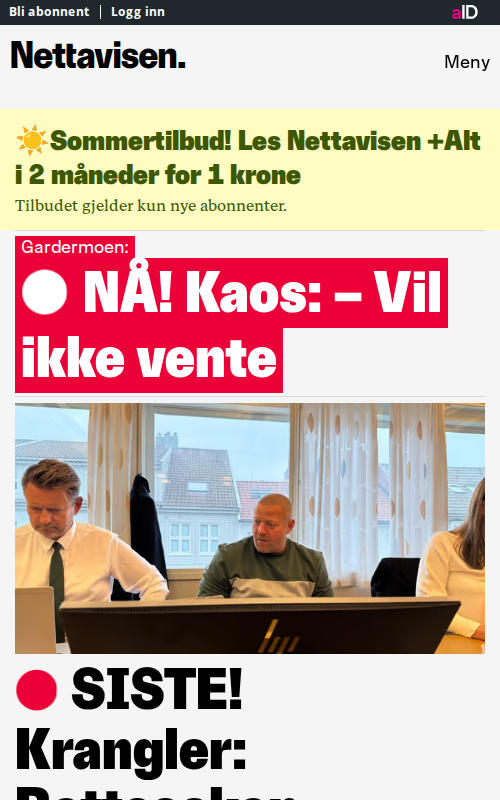 Bli abonnent
Logg inn
aID
Nettavisen.
Meny
Sommertilbud! Les Nettavisen +Alt
i 2 måneder for 1 krone
Tilbudet gjelder kun nye abonnenter.
Gardermoen:
NÅ! Kaos: – Vil
ikke vente
hp
SISTE!
Krangler: